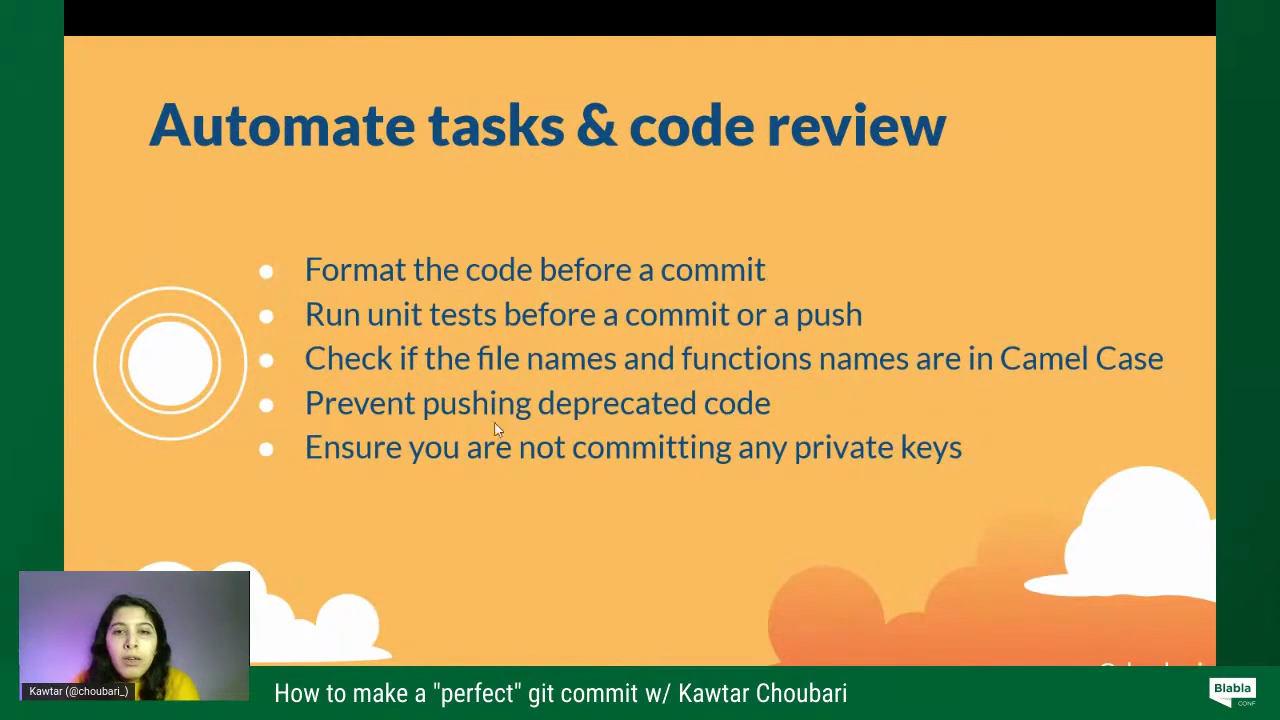 Automate tasks & code review
Format the code before a commit
Run unit tests before a commit or a push
Check if the file names and functions names are in Camel Case
Prevent pushing deprecated code
Ensure you are not committing any private keys
Kawtar (@choubari_)
How to make a "perfect" git commit w/ Kawtar Choubari
Blabla
CONF